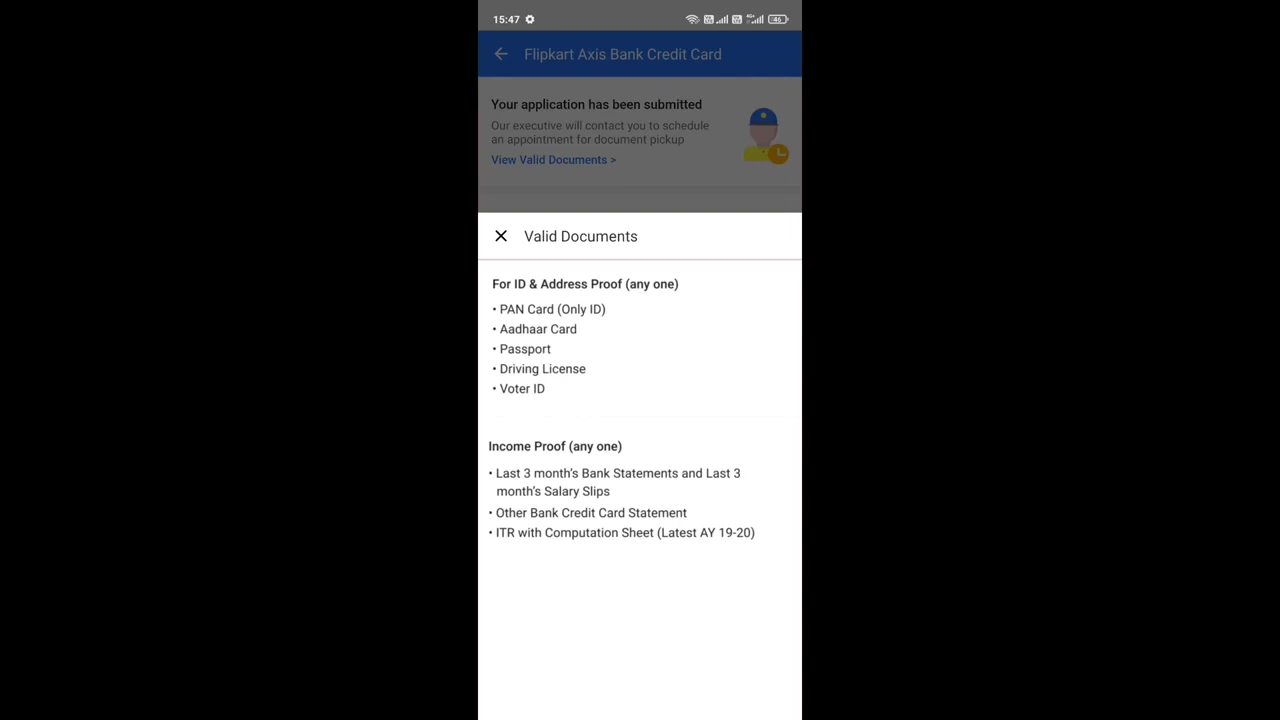 15:47
46
Flipkart Axis Bank Credit Card
Your application has been submitted
Our executive will contact you to schedule
an appointment for document pickup
View Valid Documents >
Valid Documents
For ID & Address Proof (any one)
• PAN Card (Only ID)
• Aadhaar Card
• Passport
• Driving License
• Voter ID
Income Proof (any one)
• Last 3 month's Bank Statements and Last 3
month's Salary Slips
• Other Bank Credit Card Statement
• ITR with Computation Sheet (Latest AY 19-20)